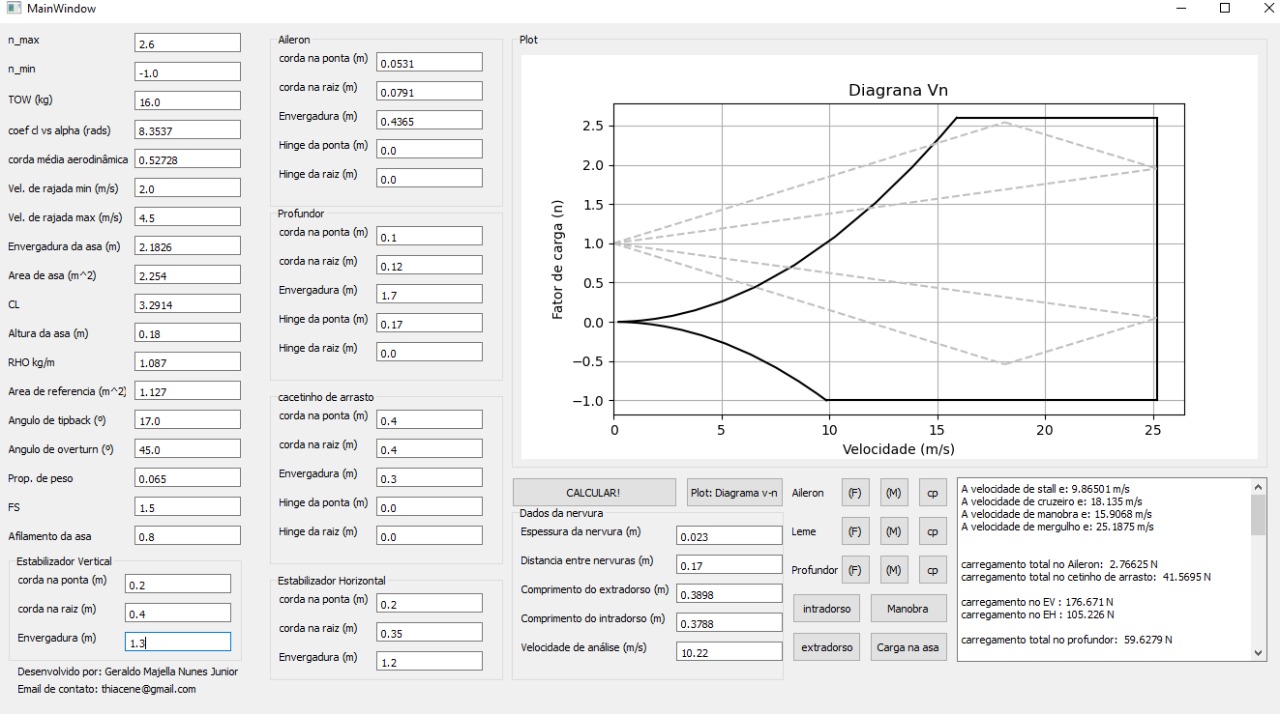 MainWindow
n_max 2.6
n_min -1.0
TOW (kg) 16.0
coef cl vs alpha (rads) 8.3537
corda média aerodinâmica 0.52728
Vel. de rajada min (m/s) 2.0
Vel. de rajada max (m/s) 4.5
Envergadura da asa (m) 2.1826
Area de asa (m^2) 2.254
CL 3.2914
Altura da asa (m) 0.18
RHO kg/m 1.087
Area de referencia (m^2) 1.127
Angulo de tipback (º) 17.0
Angulo de overturn (º) 45.0
Prop. de peso 0.065
FS 1.5
Afilamento da asa 0.8
Estabilizador Vertical
corda na ponta (m) 0.2
corda na raiz (m) 0.4
Envergadura (m) 1.3
Desenvolvido por: Geraldo Majella Nunes Junior
Email de contato: thiacene@gmail.com
Aileron
corda na ponta (m) 0.0531
corda na raiz (m) 0.0791
Envergadura (m) 0.4365
Hinge da ponta (m) 0.0
Hinge da raiz (m) 0.0
Profundor
corda na ponta (m) 0.1
corda na raiz (m) 0.12
Envergadura (m) 1.7
Hinge da ponta (m) 0.17
Hinge da raiz (m) 0.0
cacetinho de arrasto
corda na ponta (m) 0.4
corda na raiz (m) 0.4
Envergadura (m) 0.3
Hinge da ponta (m) 0.0
Hinge da raiz (m) 0.0
Estabilizador Horizontal
corda na ponta (m) 0.2
corda na raiz (m) 0.35
Envergadura (m) 1.2
Plot
Diagrana Vn
Fator de carga (n)
2.5
2.0
1.5
1.0
0.5
0.0
−0.5
−1.0
0 5 10 15 20 25
Velocidade (m/s)
CALCULAR! Plot: Diagrama v-n
Dados da nervura
Espessura da nervura (m) 0.023
Distancia entre nervuras (m) 0.17
Comprimento do extradorso (m) 0.3898
Comprimento do intradorso (m) 0.3788
Velocidade de análise (m/s) 10.22
Aileron (F) (M) cp
Leme (F) (M) cp
Profundor (F) (M) cp
intradorso Manobra
extradorso Carga na asa
A velocidade de stall e: 9.86501 m/s
A velocidade de cruzeiro e: 18.135 m/s
A velocidade de manobra e: 15.9068 m/s
A velocidade de mergulho e: 25.1875 m/s
carregamento total no Aileron: 2.76625 N
carregamento total no cetinho de arrasto: 41.5695 N
carregamento no EV : 176.671 N
carregamento no EH : 105.226 N
carregamento total no profundor: 59.6279 N